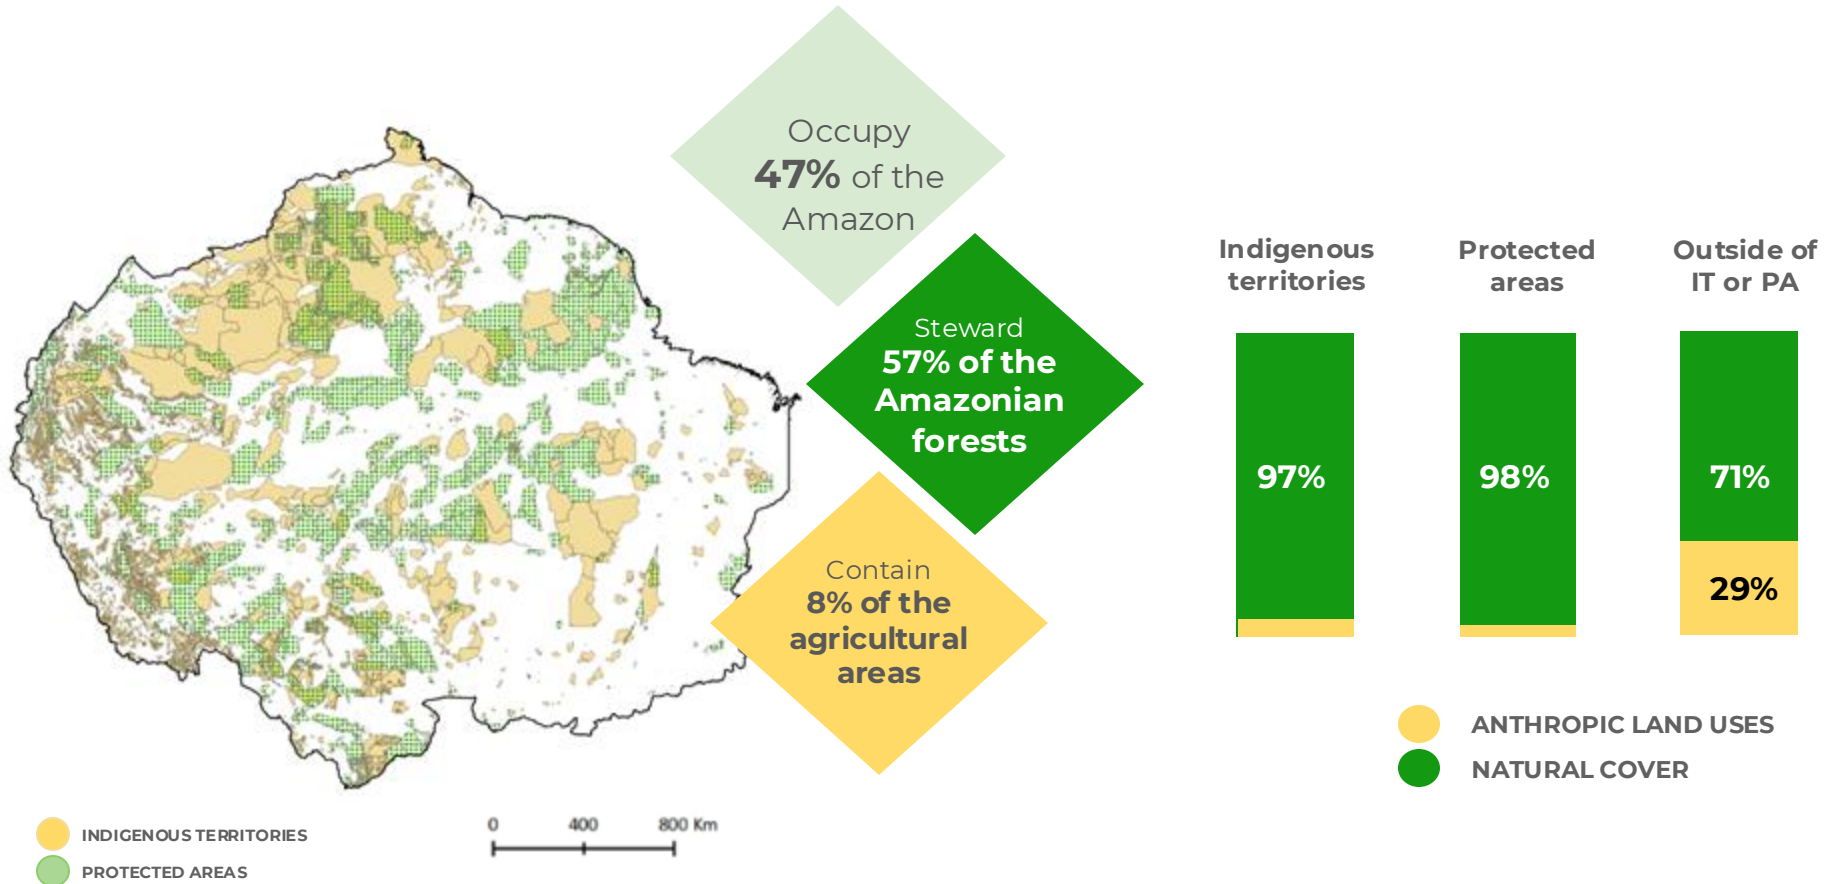 Occupy
47% of the
Amazon
Steward
57% of the
Amazonian
forests
Contain
8% of the
agricultural
areas
Indigenous
territories
97%
Protected
areas
98%
Outside of
IT or PA
71%
29%
ANTHROPIC LAND USES
NATURAL COVER
0 400 800 Km
INDIGENOUS TERRITORIES
PROTECTED AREAS